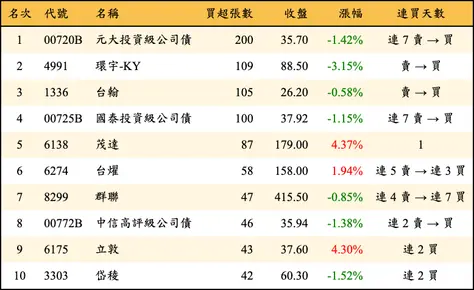 名次 代號 名稱 買超張數 收盤 漲幅 連買天數
1 00720B 元大投資級公司債 200 35.70 -1.42% 連 7 賣 → 買
2 4991 環宇-KY 109 88.50 -3.15% 賣 → 買
3 1336 台翰 105 26.20 -0.58% 賣 → 買
4 00725B 國泰投資級公司債 100 37.92 -1.15% 連 7 賣 → 買
5 6138 茂達 87 179.00 4.37% 1
6 6274 台燿 58 158.00 1.94% 連 5 賣 → 連 3 買
7 8299 群聯 47 415.50 -0.85% 連 4 賣 → 連 7 買
8 00772B 中信高評級公司債 46 35.94 -1.38% 連 2 賣 → 買
9 6175 立敦 43 37.60 4.30% 連 2 買
10 3303 岱稜 42 60.30 -1.52% 連 2 買